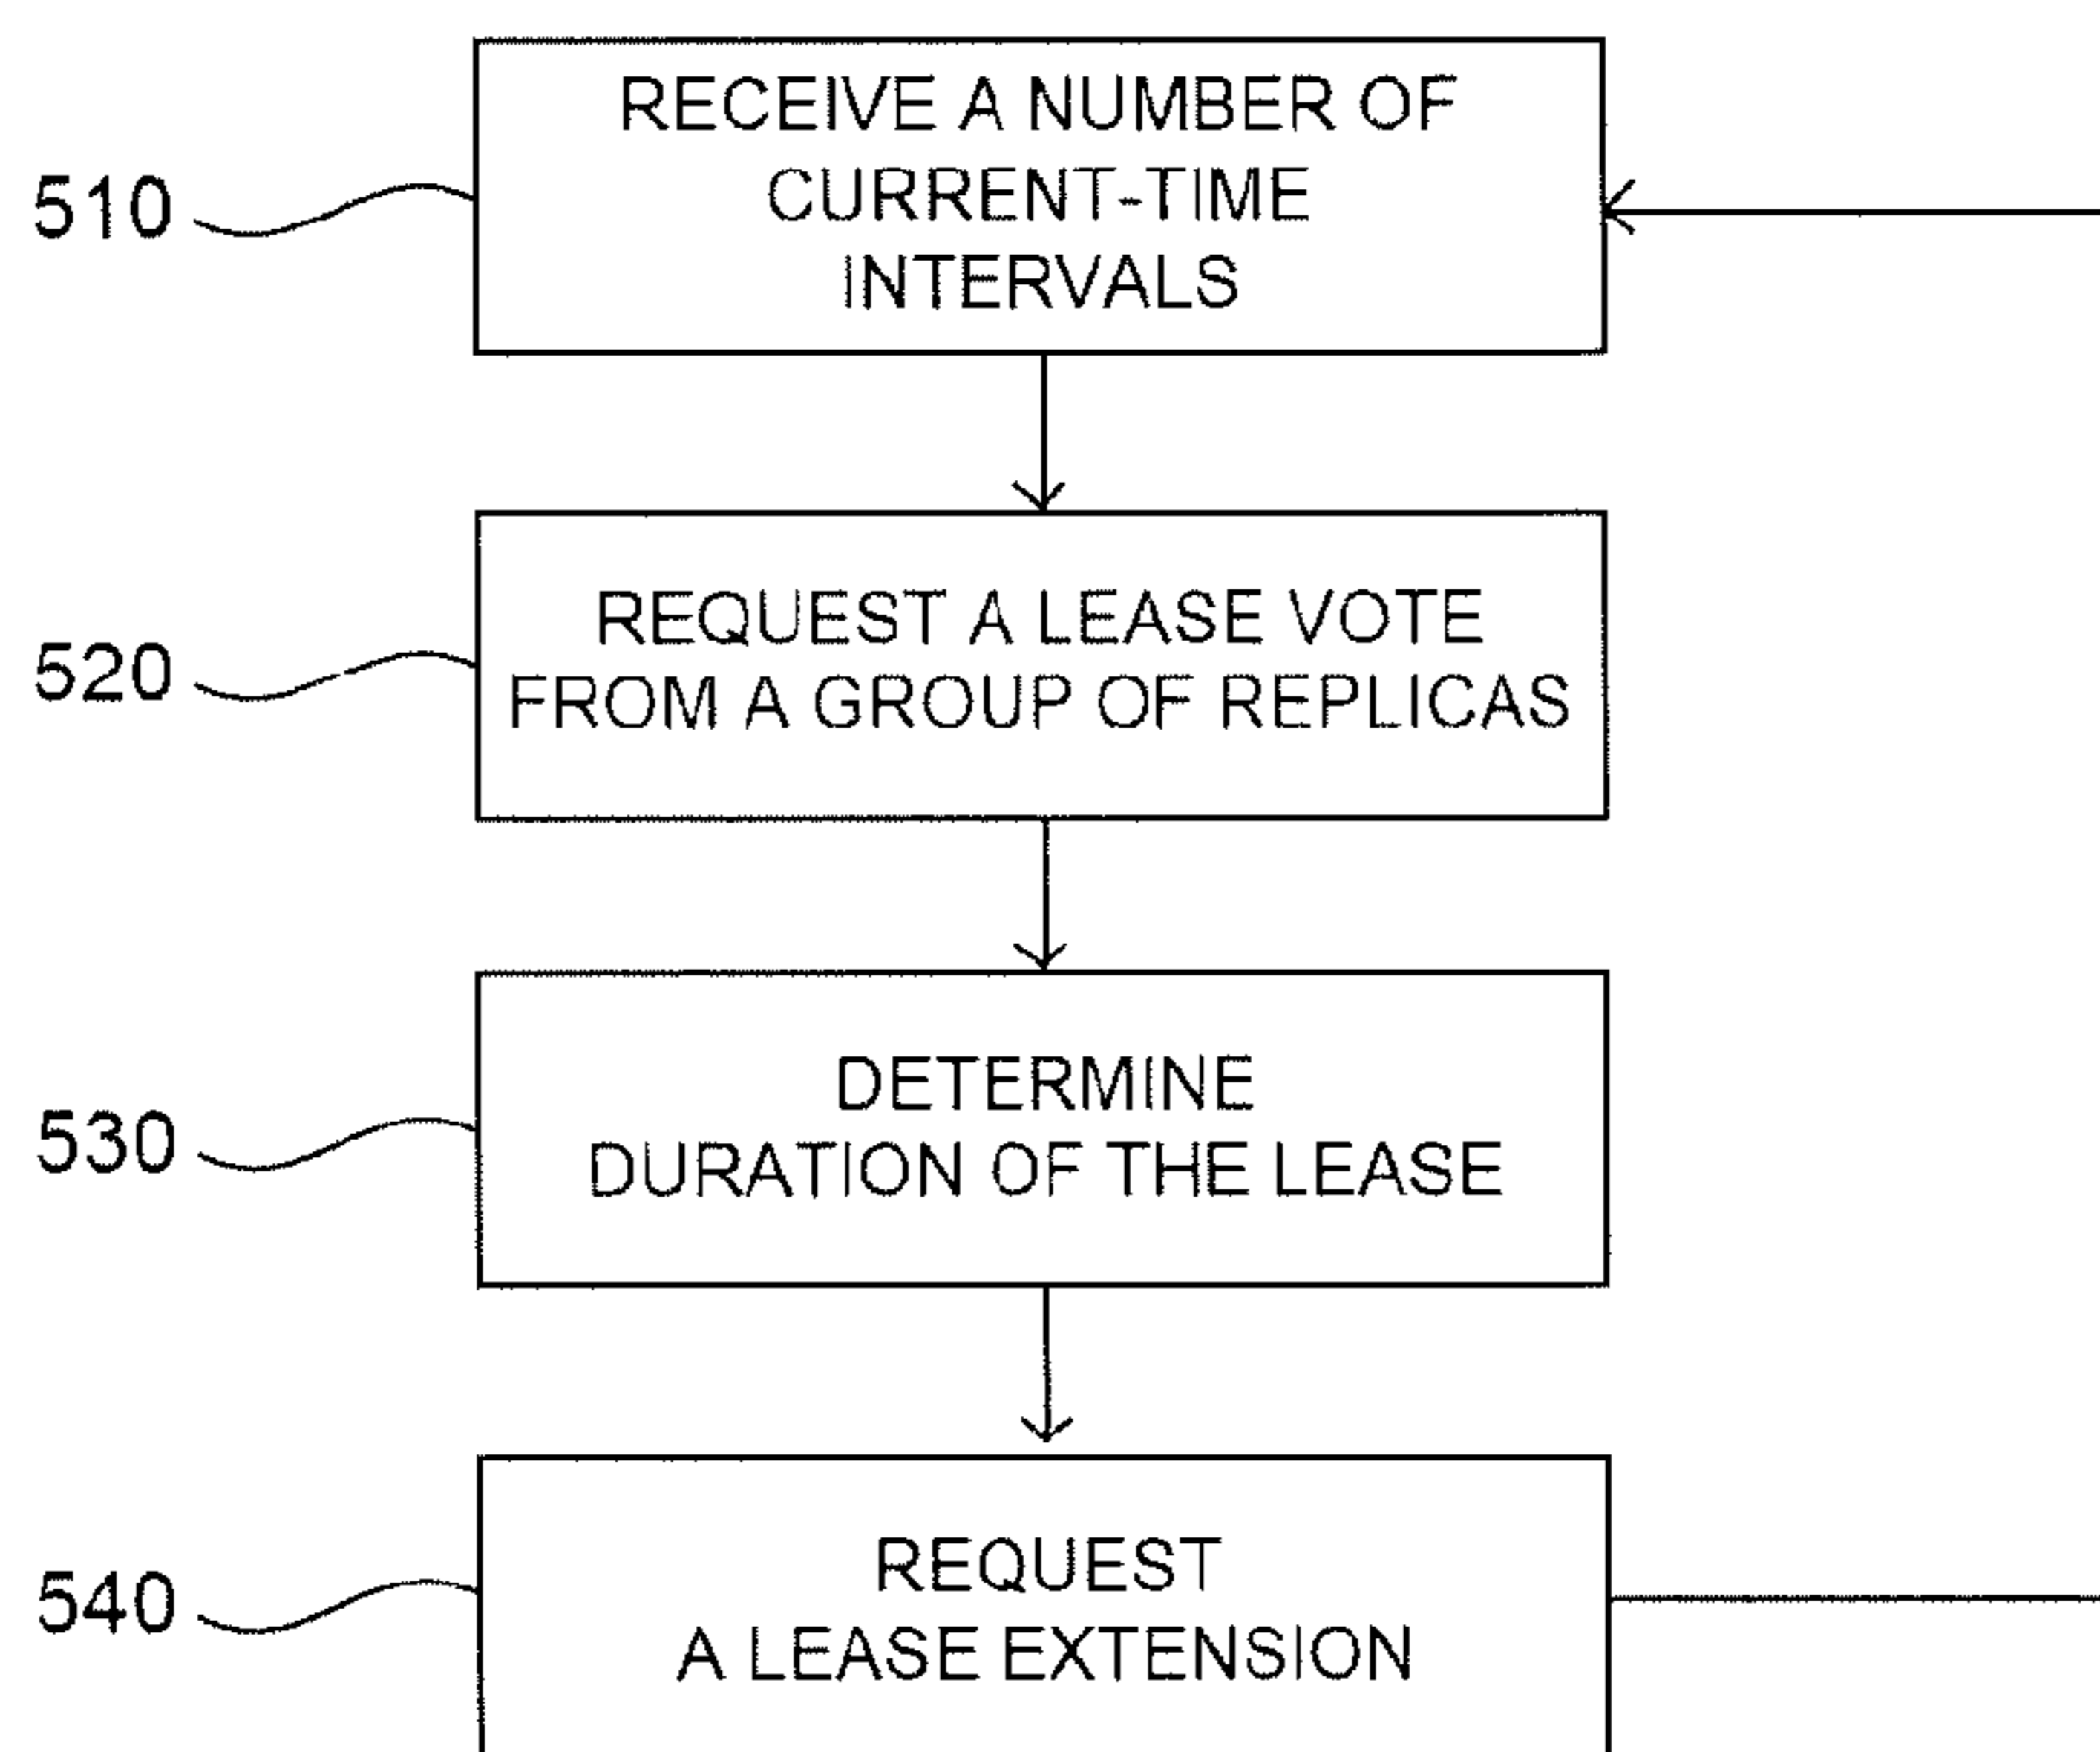 510
RECEIVE A NUMBER OF
CURRENT-TIME
INTERVALS
520
REQUEST A LEASE VOTE
FROM A GROUP OF REPLICAS
530
DETERMINE
DURATION OF THE LEASE
540
REQUEST
A LEASE EXTENSION